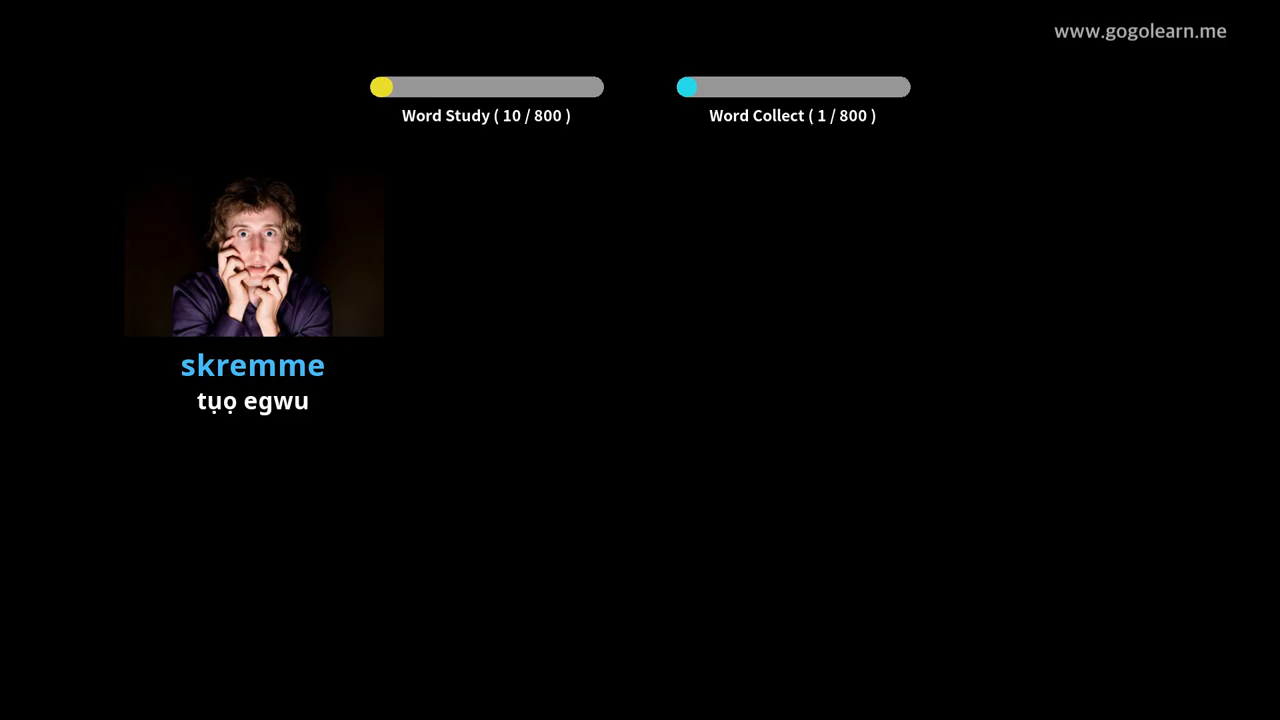 www.gogolearn.me
Word Study ( 10 / 800 )
Word Collect ( 1 / 800 )
skremme
tụọ egwu